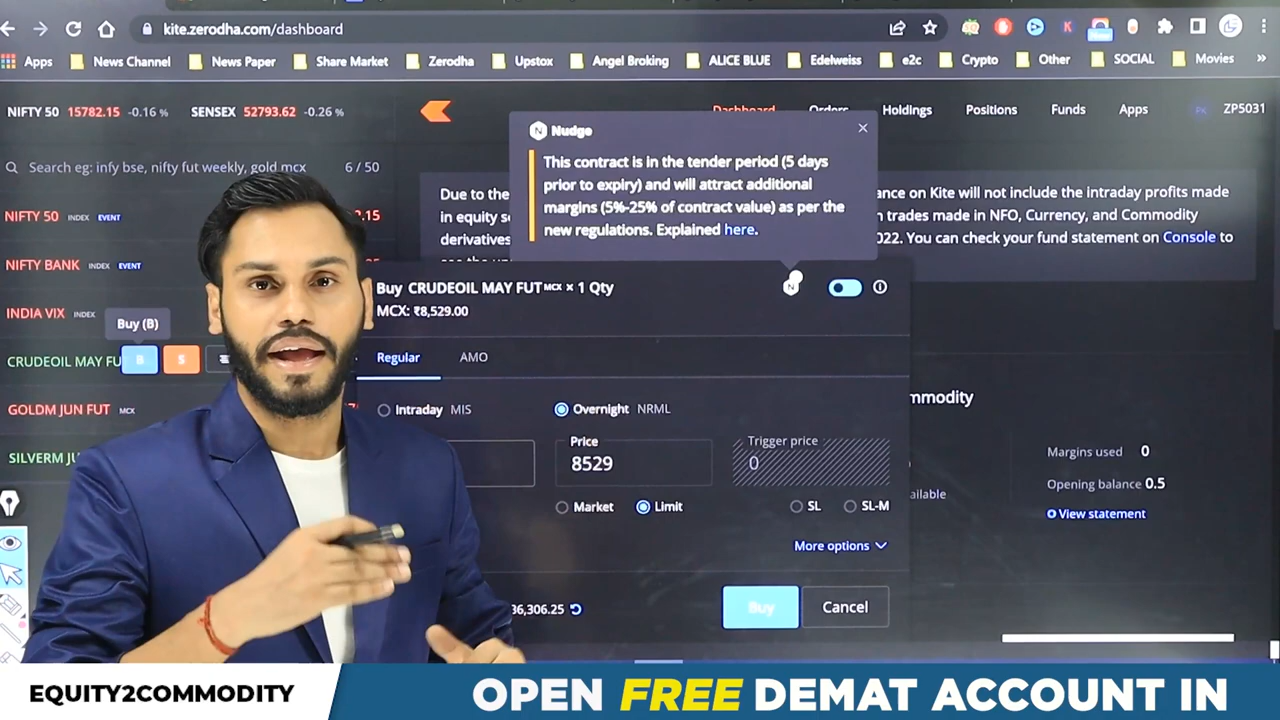 kite.zerodha.com/dashboard
Apps News Channel News Paper Share Market Zerodha Upstox Angel Broking ALICE BLUE Edelweiss e2c Crypto Other SOCIAL Movies »
NIFTY 50 15782.15 -0.16 % SENSEX 52793.62 -0.26 %
Dashboard Orders Holdings Positions Funds Apps PK ZP5031
Search eg: infy bse, nifty fut weekly, gold mcx 6 / 50
Nudge
This contract is in the tender period (5 days
prior to expiry) and will attract additional
margins (5%-25% of contract value) as per the
new regulations. Explained here.
Due to the
in equity
derivatives
ance on Kite will not include the intraday profits made
trades made in NFO, Currency, and Commodity
022. You can check your fund statement on Console to
NIFTY 50 INDEX EVENT 2.15
NIFTY BANK INDEX EVENT
INDIA VIX INDEX
Buy (B)
CRUDEOIL MAY FU B S
GOLDM JUN FUT MCX
SILVERM JU
Buy CRUDEOIL MAY FUT MCX × 1 Qty
MCX: ₹8,529.00
Regular AMO
Intraday MIS Overnight NRML
Price
8529
Trigger price
0
Market Limit SL SL-M
More options
36,306.25 Buy Cancel
mmodity
Margins used 0
ailable
Opening balance 0.5
View statement
EQUITY2COMMODITY
OPEN FREE DEMAT ACCOUNT IN